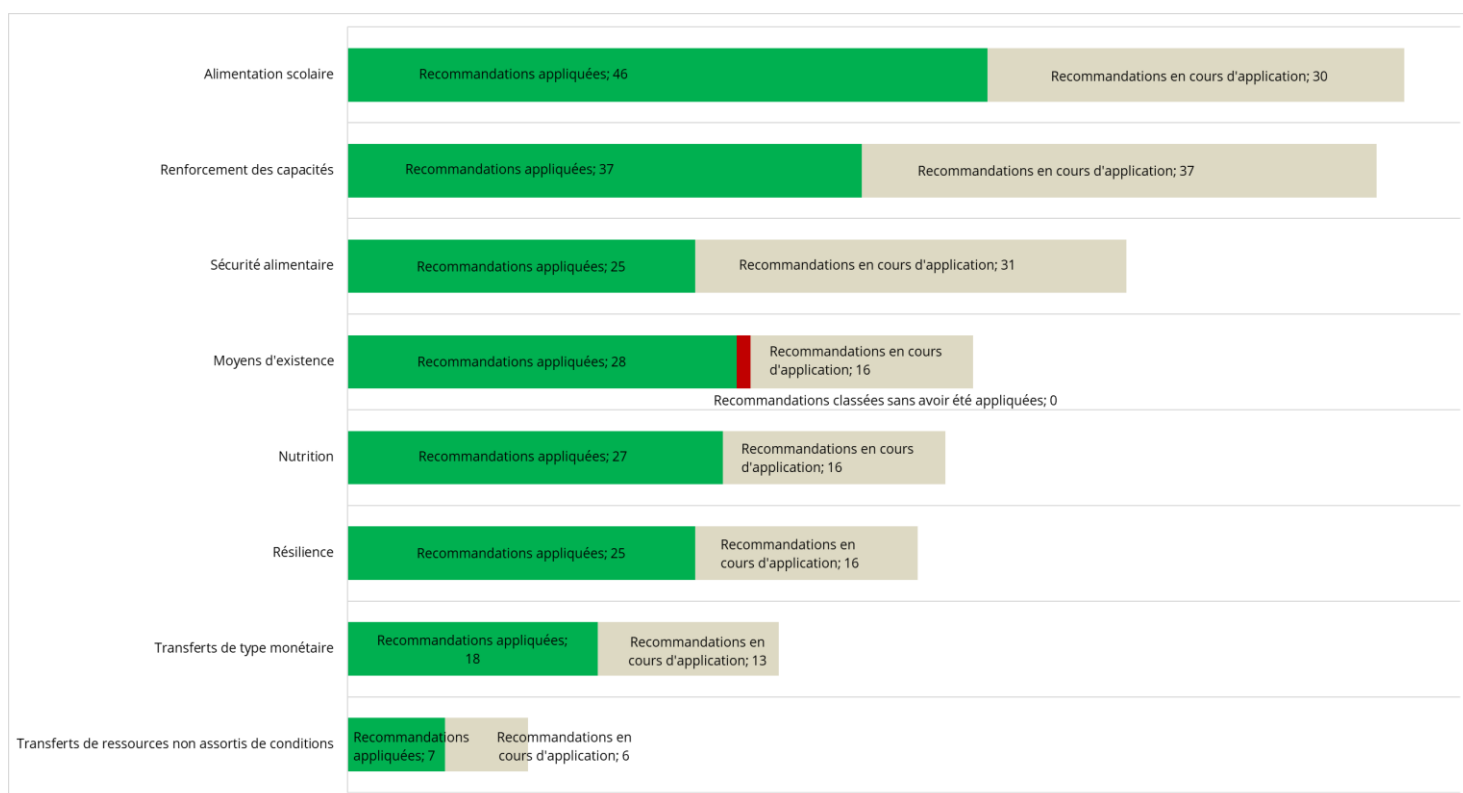 Alimentation scolaire
Recommandations appliquées; 46
Recommandations en cours d'application; 30
Renforcement des capacités
Recommandations appliquées; 37
Recommandations en cours d'application; 37
Sécurité alimentaire
Recommandations appliquées; 25
Recommandations en cours d'application; 31
Moyens d'existence
Recommandations appliquées; 28
Recommandations en cours
d'application; 16
Recommandations classées sans avoir été appliquées; 0
Nutrition
Recommandations appliquées; 27
Recommandations en cours
d'application; 16
Résilience
Recommandations appliquées; 25
Recommandations en
cours d'application; 16
Transferts de type monétaire
Recommandations appliquées;
18
Recommandations en
cours d'application; 13
Transferts de ressources non assortis de conditions
Recommandations
appliquées; 7
Recommandations en
cours d'application; 6